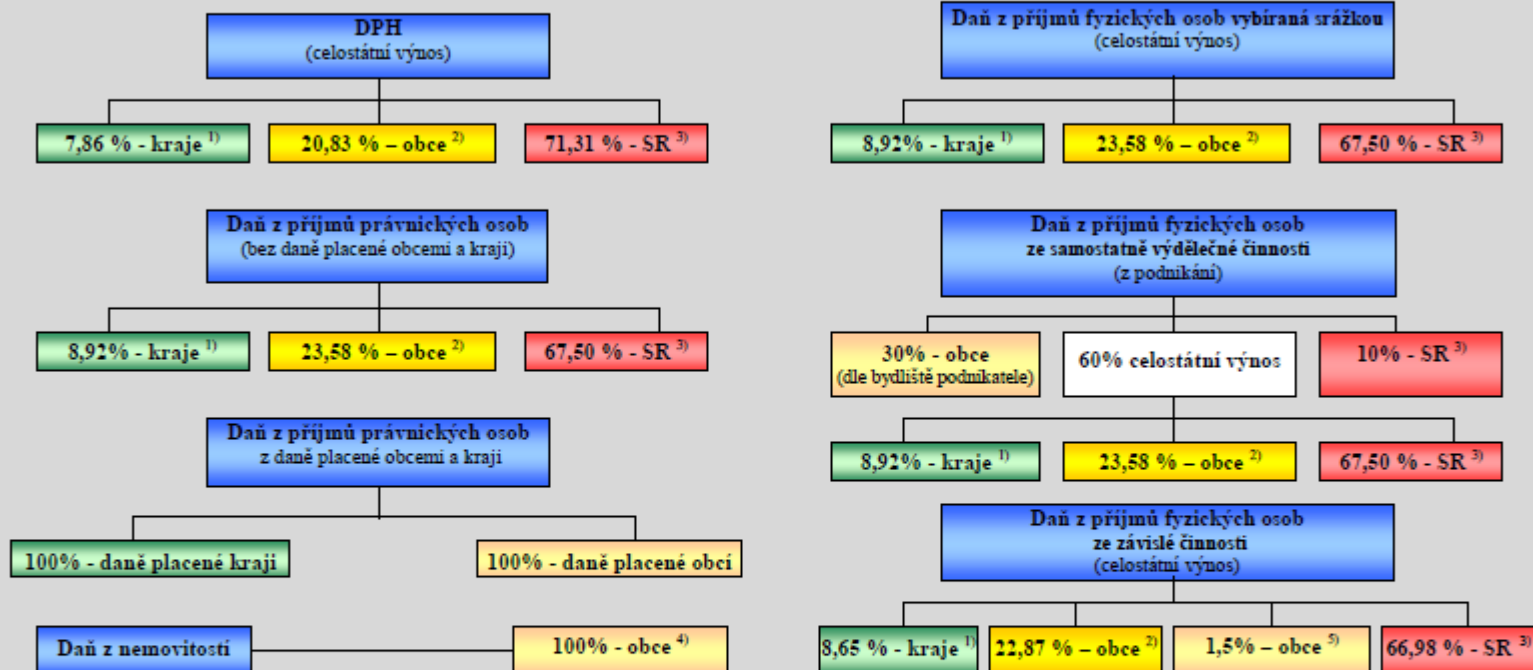 DPH
(celostátní výnos)
7,86 % - kraje 1)
20,83 % – obce 2)
71,31 % - SR 3)
Daň z příjmů právnických osob
(bez daně placené obcemi a kraji)
8,92% - kraje 1)
23,58 % – obce 2)
67,50 % - SR 3)
Daň z příjmů právnických osob
z daně placené obcemi a kraji
100% - daně placené kraji
100% - daně placené obcí
Daň z nemovitostí
100% - obce 4)
Daň z příjmů fyzických osob vybíraná srážkou
(celostátní výnos)
8,92% - kraje 1)
23,58 % – obce 2)
67,50 % - SR 3)
Daň z příjmů fyzických osob
ze samostatně výdělečné činnosti
(z podnikání)
30% - obce
(dle bydliště podnikatele)
60% celostátní výnos
10% - SR 3)
8,92% - kraje 1)
23,58 % – obce 2)
67,50 % - SR 3)
Daň z příjmů fyzických osob
ze závislé činnosti
(celostátní výnos)
8,65 % - kraje 1)
22,87 % – obce 2)
1,5% – obce 5)
66,98 % - SR 3)